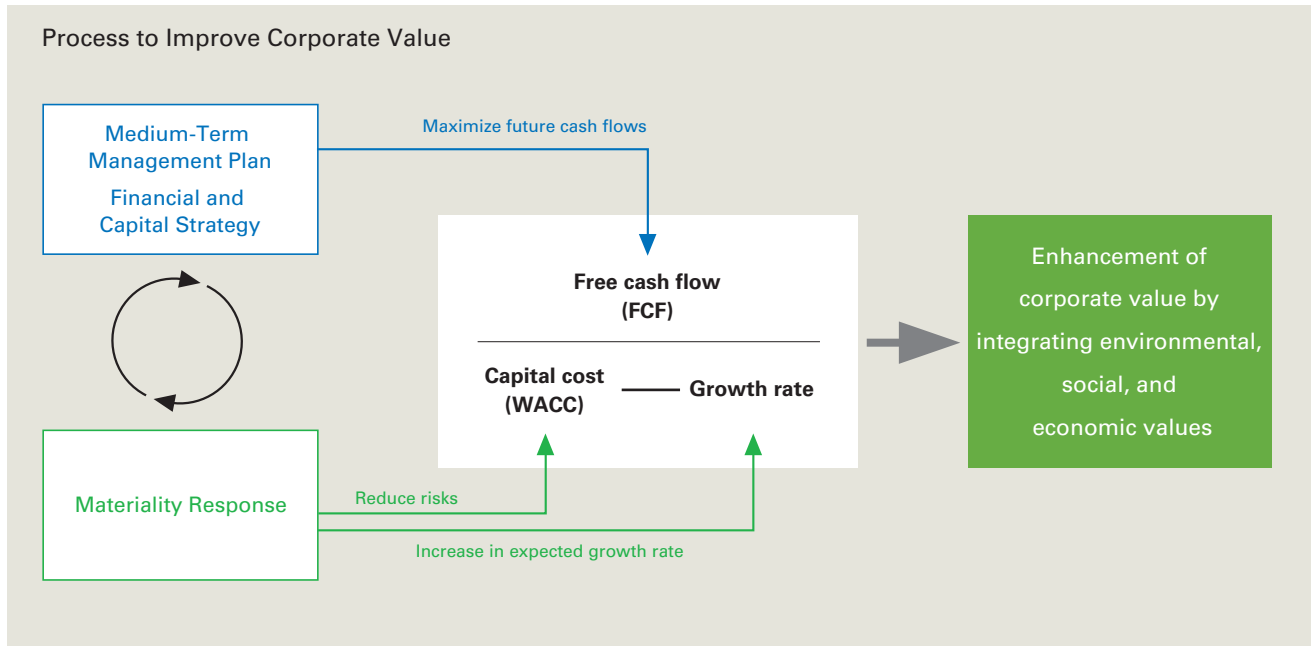 Process to Improve Corporate Value
Medium-Term
Management Plan
Financial and
Capital Strategy
Maximize future cash flows
Free cash flow
(FCF)
Capital cost
(WACC)
Growth rate
Enhancement of
corporate value by
integrating environmental,
social, and
economic values
Materiality Response
Reduce risks
Increase in expected growth rate